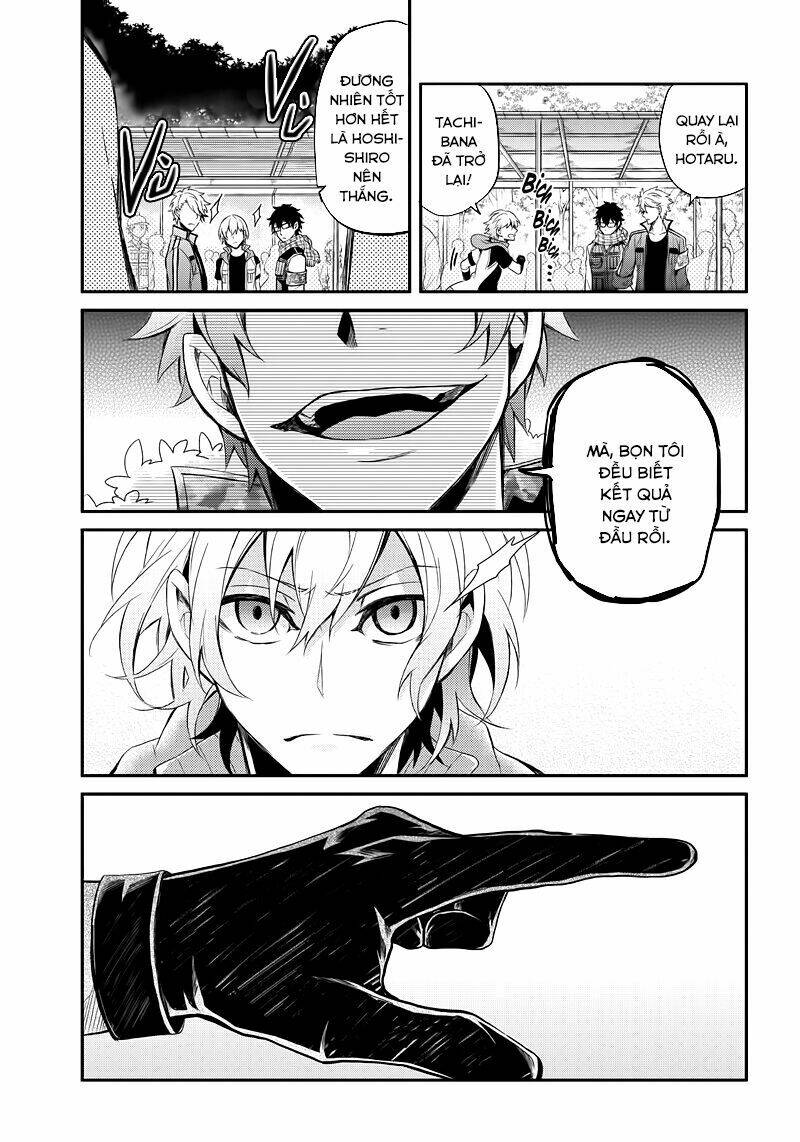 QUAY LẠI
RỒI À,
HOTARU.
TACHI-
BANA
ĐÃ TRỞ
LẠI!
Bịch
Bịch
Bịch
ĐƯƠNG
NHIÊN TỐT
HƠN HẾT
LÀ HOSHI-
SHIRO
NÊN
THẮNG.
Vù
Vù
MÀ, BỌN TÔI
ĐỀU BIẾT
KẾT QUẢ
NGAY TỪ
ĐẦU RỒI.